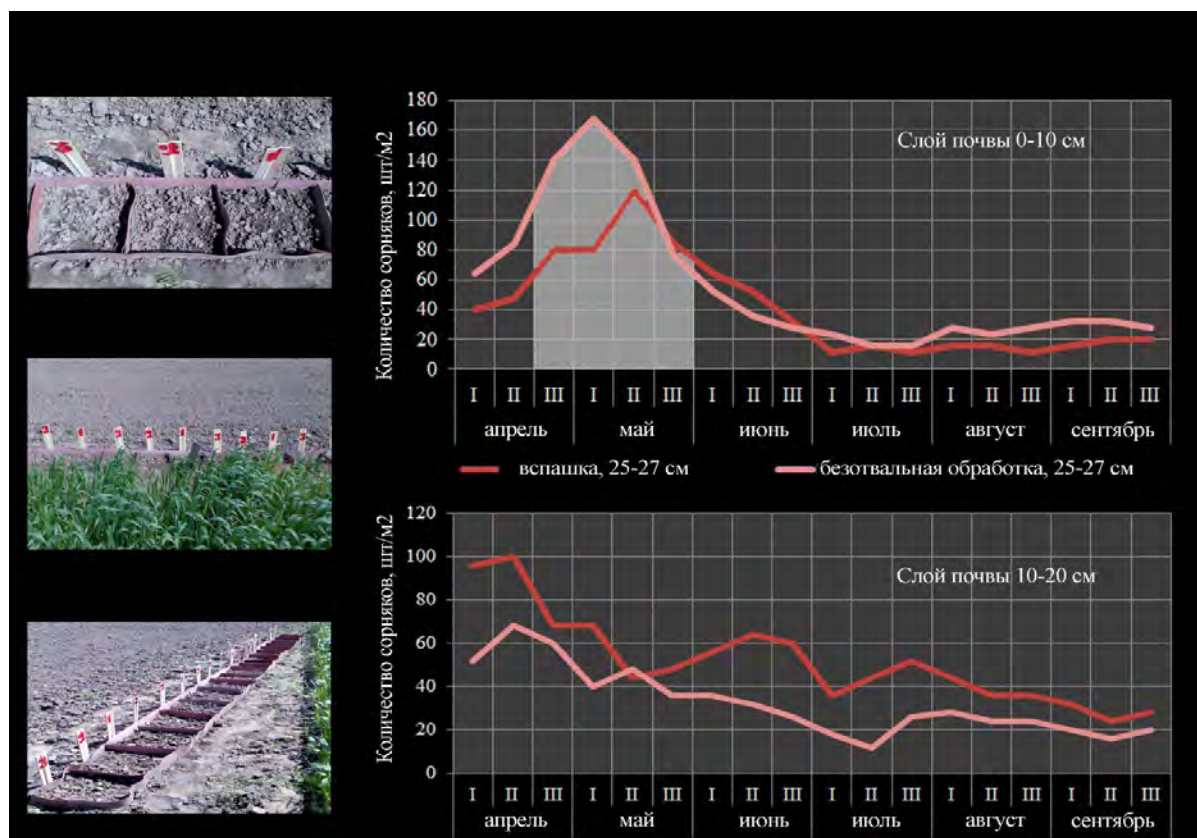 180
160
140
120
100
80
60
40
20
0
Количество сорняков, шт/м2
Слой почвы 0-10 см
I II III I II III I II III I II III I II III I II III
апрель май июнь июль август сентябрь
вспашка, 25-27 см безотвальная обработка, 25-27 см
120
100
80
60
40
20
0
Количество сорняков, шт/м2
Слой почвы 10-20 см
I II III I II III I II III I II III I II III I II III
апрель май июнь июль август сентябрь